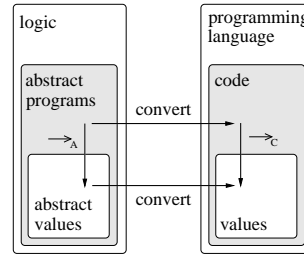 logic
programming
language
abstract
programs
code
convert
A
C
abstract
values
convert
values